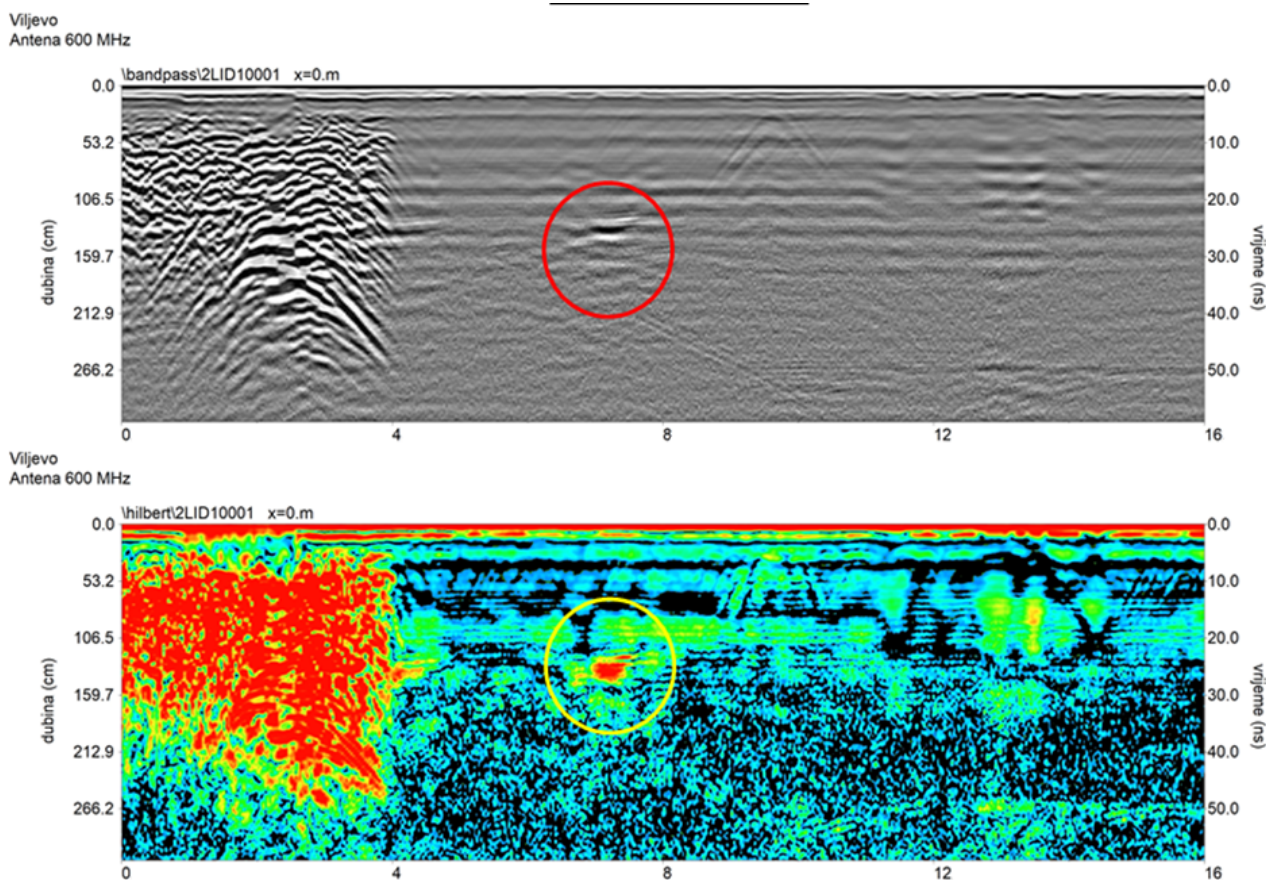 Viljevo
Antena 600 MHz
\bandpass\2LID10001 x=0.m
0.0 0.0
53.2 10.0
106.5 20.0
159.7 30.0
212.9 40.0
266.2 50.0
dubina (cm)
vrijeme (ns)
0 4 8 12 16
Viljevo
Antena 600 MHz
\hilbert\2LID10001 x=0.m
0.0 0.0
53.2 10.0
106.5 20.0
159.7 30.0
212.9 40.0
266.2 50.0
dubina (cm)
vrijeme (ns)
0 4 8 12 16